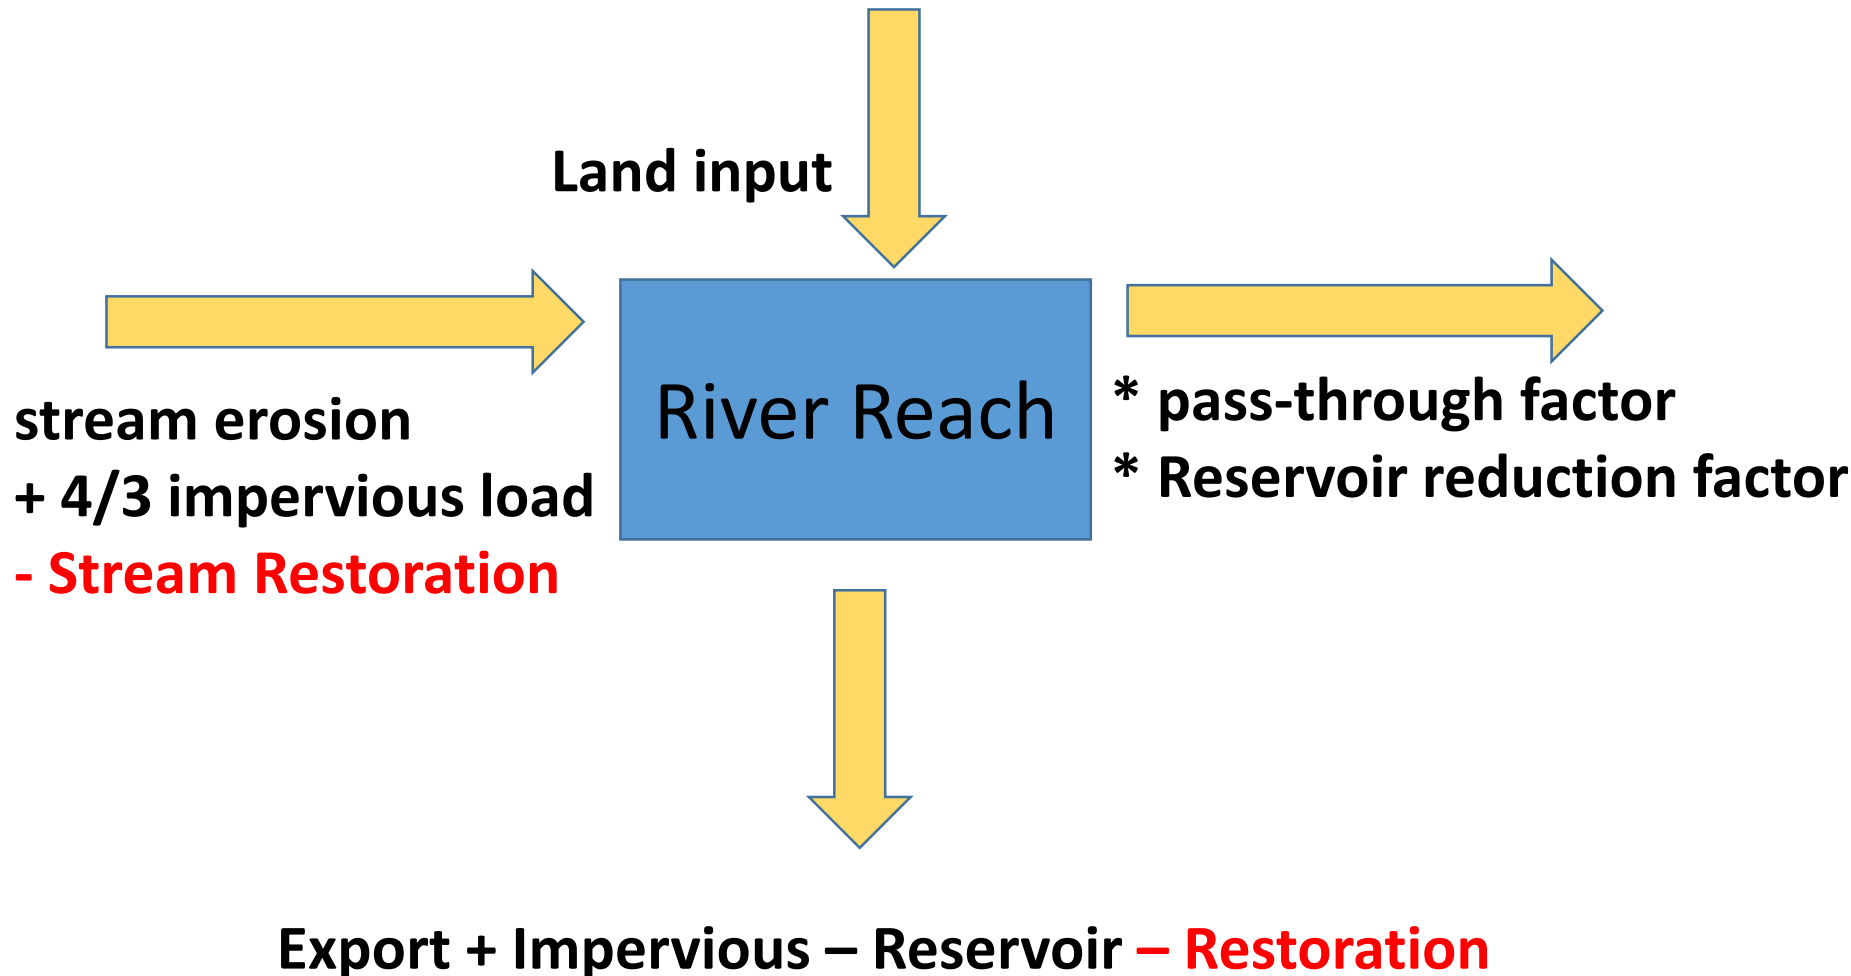 Land input
stream erosion
+ 4/3 impervious load
- Stream Restoration
River Reach
* pass-through factor
* Reservoir reduction factor
Export + Impervious – Reservoir – Restoration